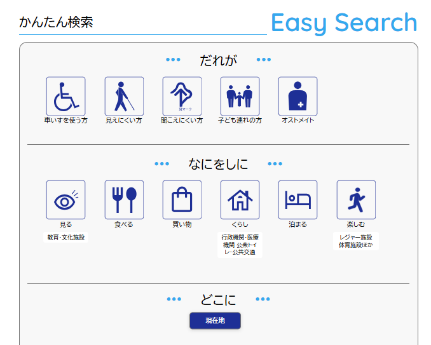 かんたん検索
Easy Search
だれが
車いすを使う方
見えにくい方
聞こえにくい方
子ども連れの方
オストメイト
なにをしに
見る
食べる
買い物
くらし
泊まる
楽しむ
教育・文化施設
行政機関・医療
機関・公衆トイ
レ・公共交通
レジャー施設
体育施設ほか
どこに
現在地